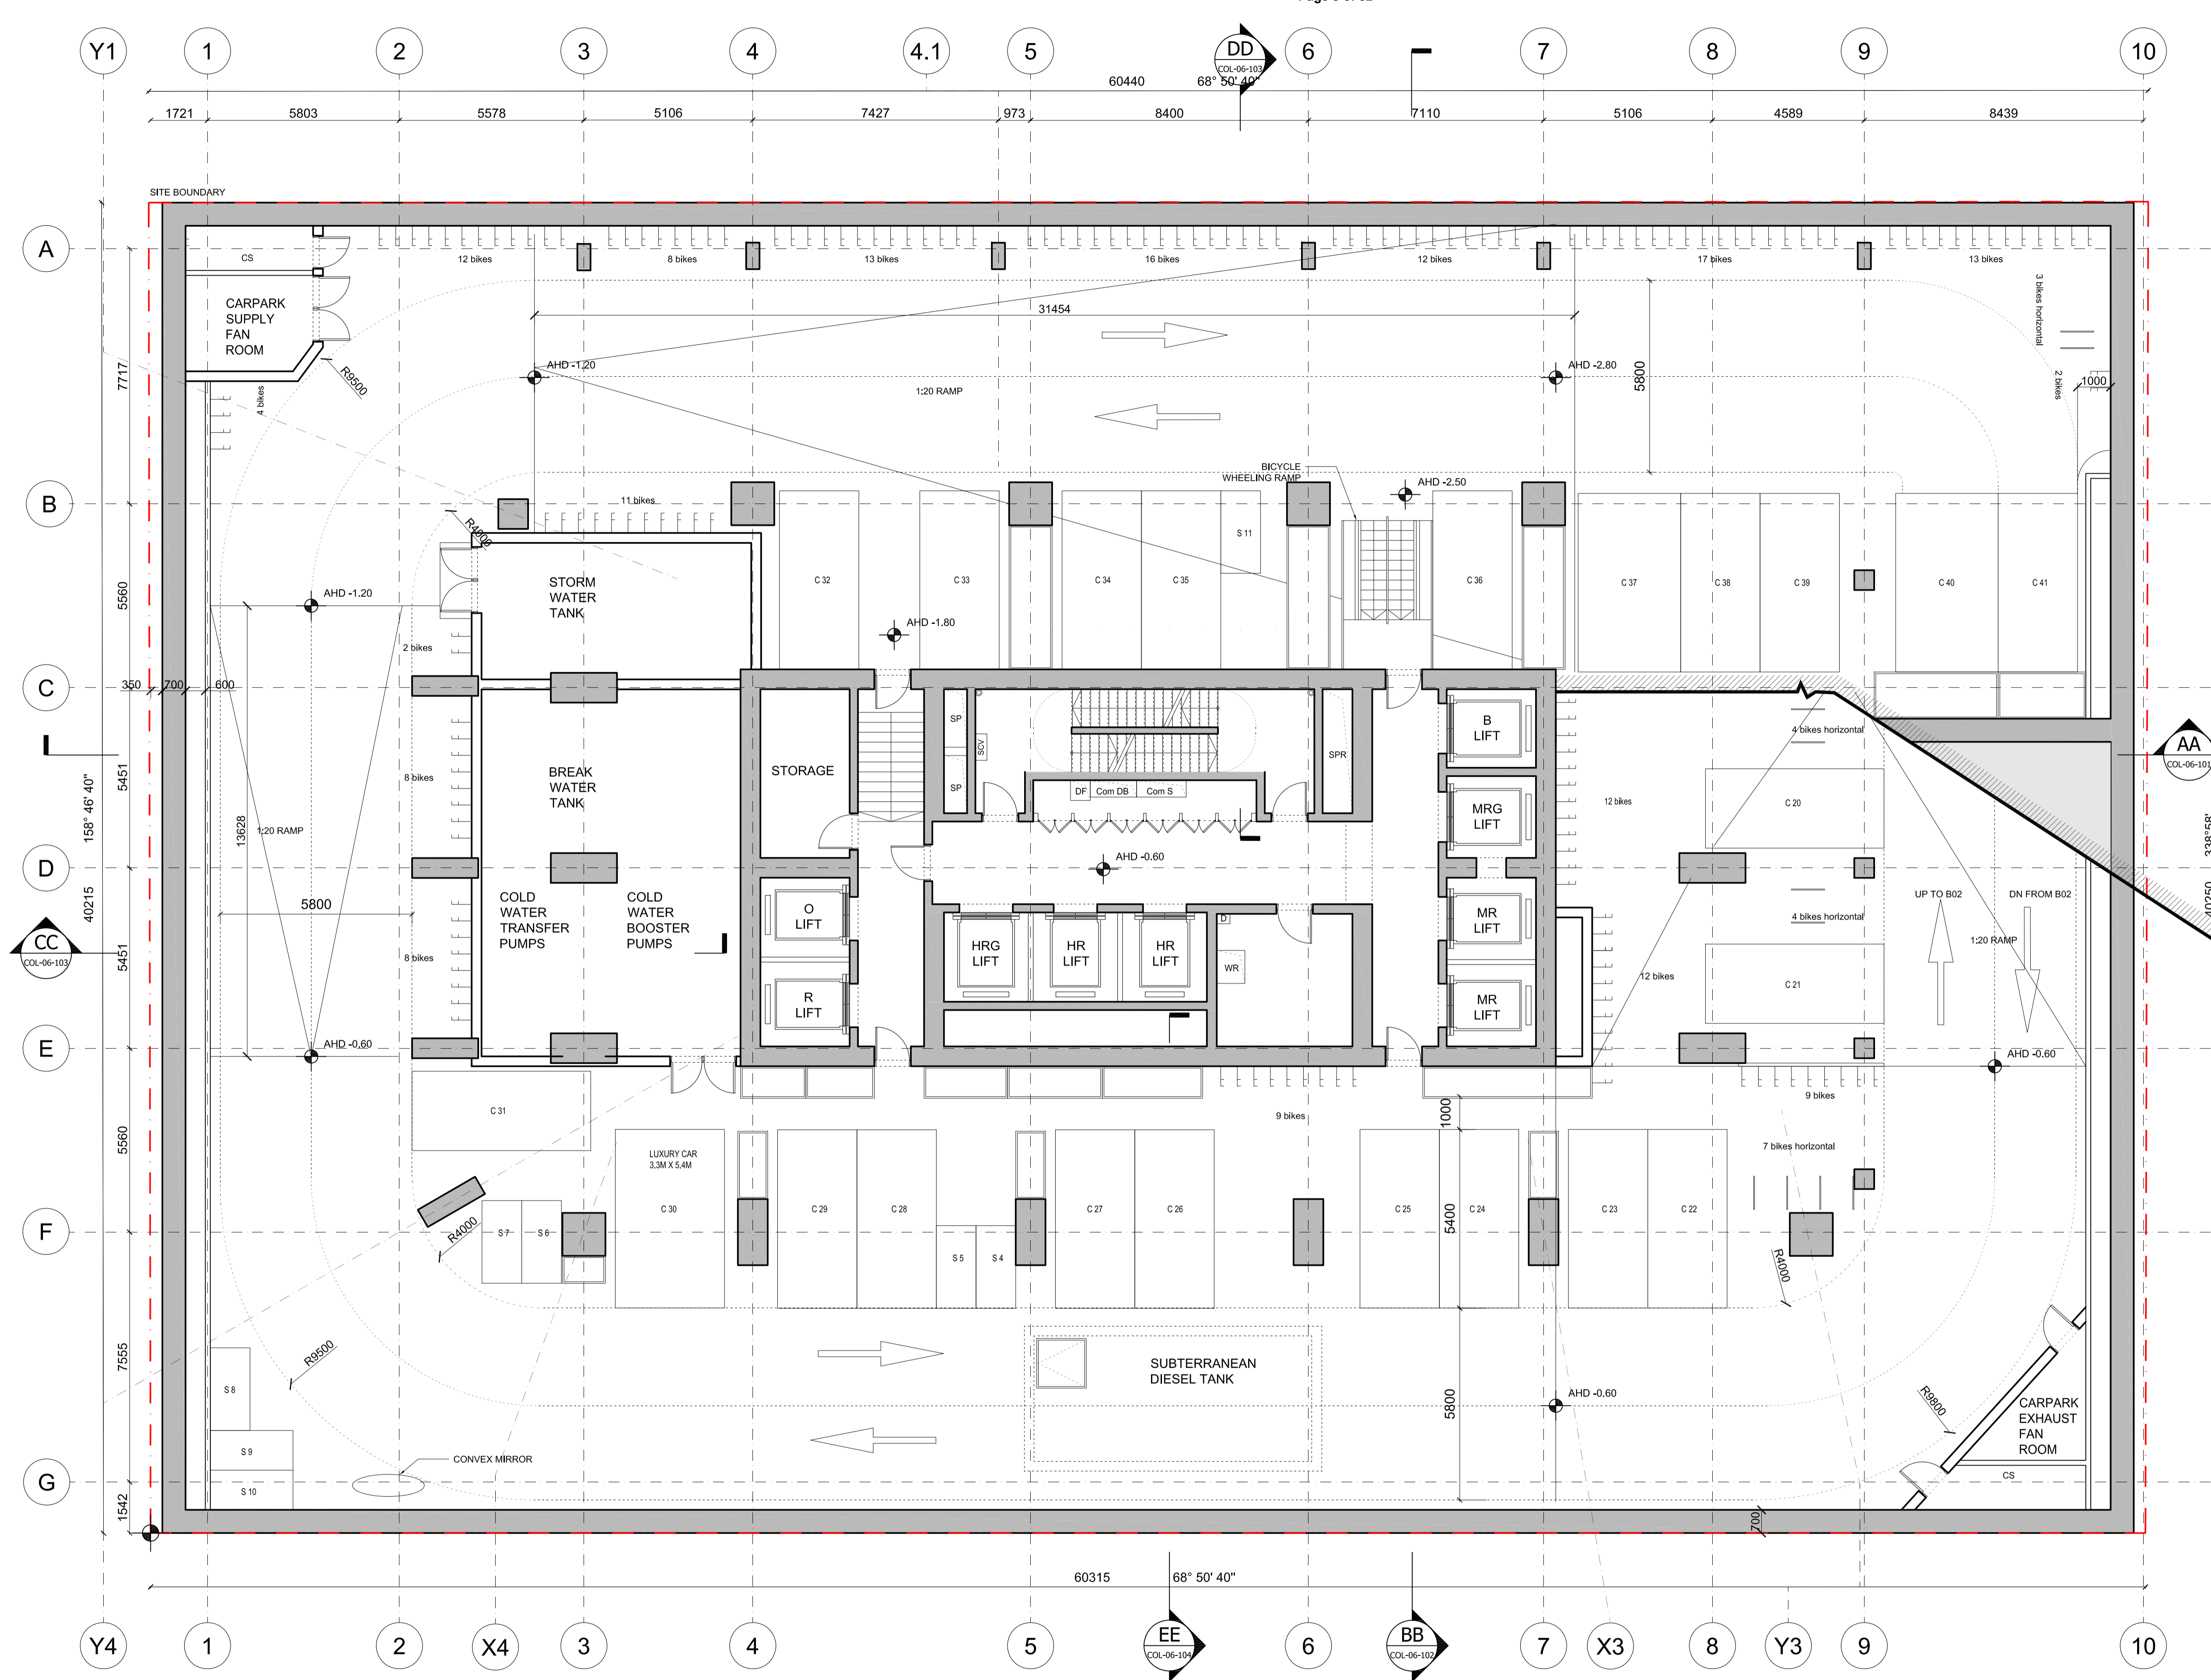 Y1
1
2
3
4
4.1
5
DD
COL-06-103
6
7
8
9
10
60440
68° 50' 40"
1721
5803
5578
5106
7427
973
8400
7110
5106
4589
8439
SITE BOUNDARY
A
CS
12 bikes
8 bikes
13 bikes
16 bikes
12 bikes
17 bikes
13 bikes
3 bikes horizontal
CARPARK
SUPPLY
FAN
ROOM
31454
7717
R9500
4 bikes
AHD -1.20
1:20 RAMP
AHD -2.80
5800
2 bikes
1000
BICYCLE
WHEELING RAMP
AHD -2.50
B
11 bikes
R4000
S 11
STORM
WATER
TANK
C 32
C 33
C 34
C 35
C 36
C 37
C 38
C 39
C 40
C 41
5560
AHD -1.20
AHD -1.80
2 bikes
C
350
700
600
B
LIFT
4 bikes horizontal
SP
SCV
SPR
STORAGE
AA
COL-06-101
BREAK
WATER
TANK
8 bikes
SP
DF
Com DB
Com S
MRG
LIFT
12 bikes
C 20
5451
158° 46' 40"
13628
1:20 RAMP
338°58'
D
AHD -0.60
40215
5800
COLD
WATER
TRANSFER
PUMPS
COLD
WATER
BOOSTER
PUMPS
O
LIFT
D
MR
LIFT
4 bikes horizontal
UP TO B02
DN FROM B02
40250
1:20 RAMP
CC
COL-06-103
5451
8 bikes
HRG
LIFT
HR
LIFT
HR
LIFT
WR
12 bikes
C 21
R
LIFT
MR
LIFT
E
AHD -0.60
AHD -0.60
C 31
9 bikes
1000
9 bikes
5560
LUXURY CAR
3,3M X 5,4M
7 bikes horizontal
F
S 7
S 6
C 30
C 29
C 28
S 5
S 4
C 27
C 26
C 25
C 24
C 23
C 22
5400
R4000
R4000
7555
R9500
S 8
SUBTERRANEAN
DIESEL TANK
5800
AHD -0.60
R9800
CARPARK
EXHAUST
FAN
ROOM
S 9
CONVEX MIRROR
CS
G
S 10
1542
700
60315
68° 50' 40"
Y4
1
2
X4
3
4
5
EE
COL-06-104
6
BB
COL-06-102
7
X3
8
Y3
9
10